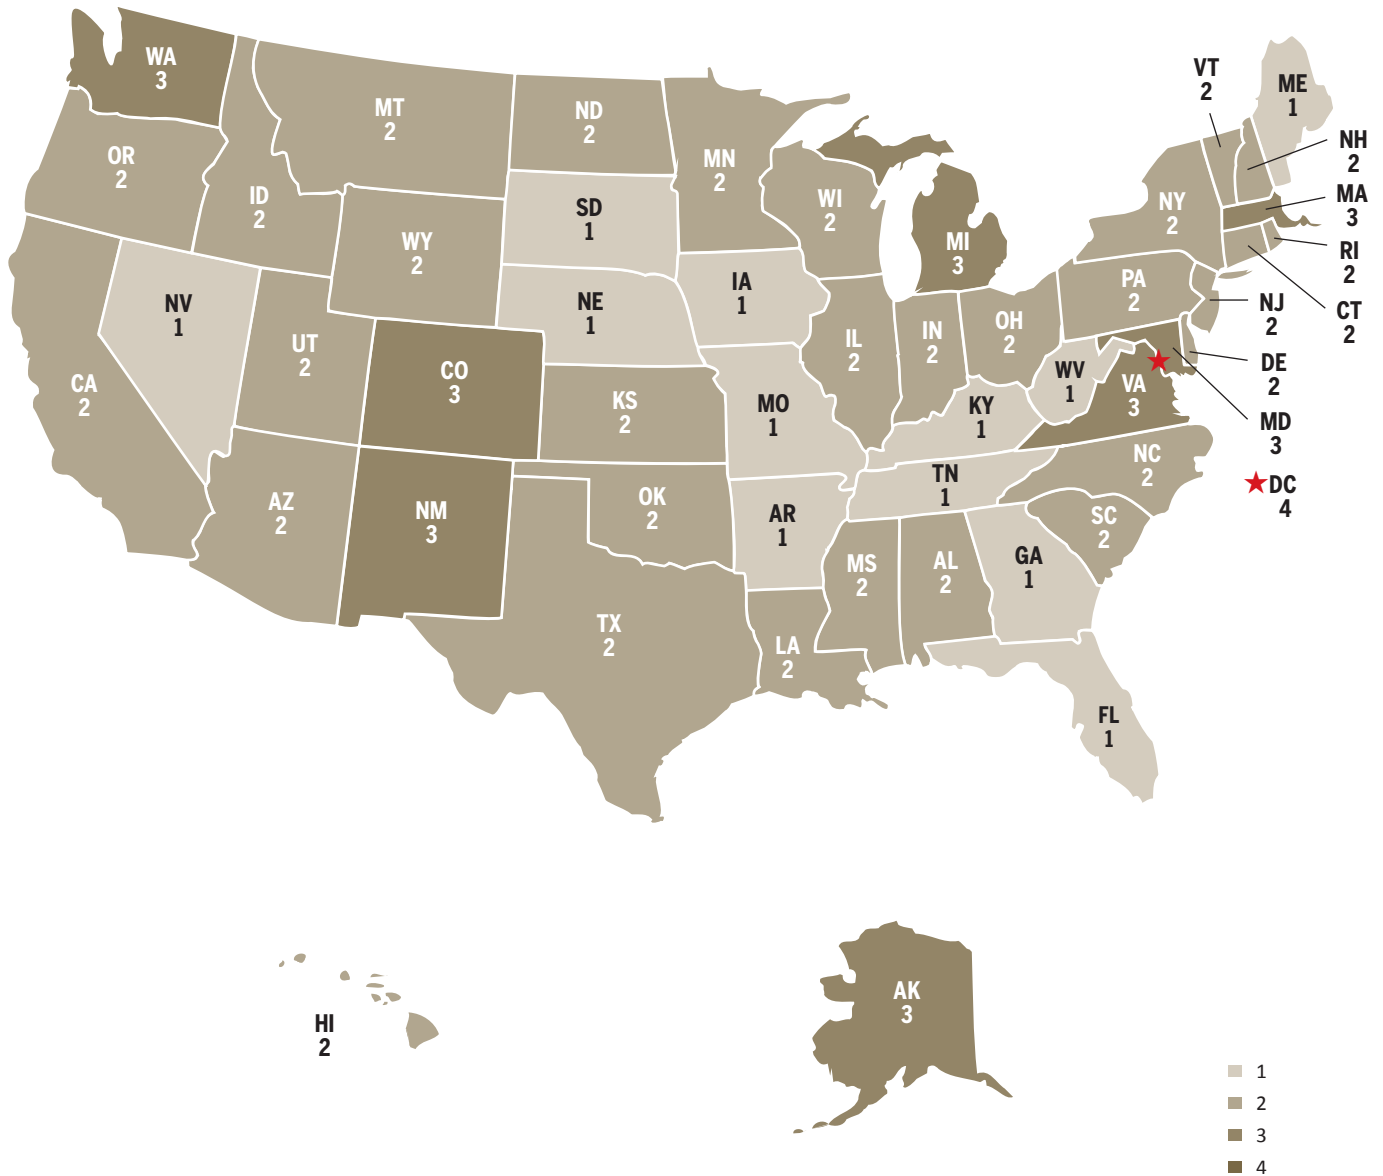 WA
3
MT
2
ND
2
MN
2
VT
2
ME
1
NH
2
MA
3
RI
2
CT
2
NJ
2
DE
2
MD
3
DC
4
OR
2
ID
2
WY
2
SD
1
WI
2
MI
3
NY
2
NV
1
UT
2
CO
3
NE
1
IA
1
IL
2
IN
2
OH
2
PA
2
CA
2
KS
2
MO
1
KY
1
WV
1
VA
3
AZ
2
NM
3
OK
2
AR
1
TN
1
NC
2
SC
2
TX
2
LA
2
MS
2
AL
2
GA
1
FL
1
HI
2
AK
3
1
2
3
4